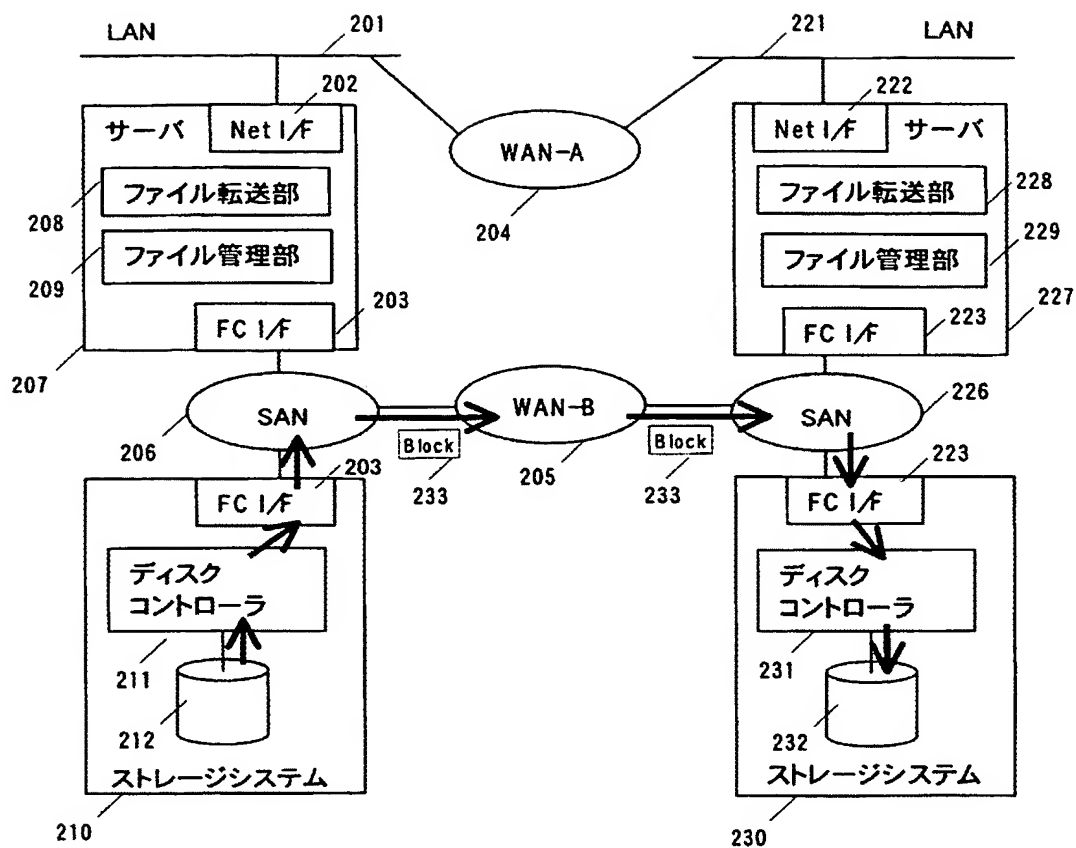 LAN
201
221
LAN
202
222
サーバ
Net I/F
Net I/F
サーバ
WAN-A
204
208
ファイル転送部
ファイル転送部
228
209
ファイル管理部
ファイル管理部
229
203
FC I/F
FC I/F
223
227
207
SAN
WAN-B
SAN
226
206
Block
233
205
Block
233
203
223
FC I/F
FC I/F
ディスク
コントローラ
ディスク
コントローラ
211
231
212
232
ストレージシステム
ストレージシステム
210
230